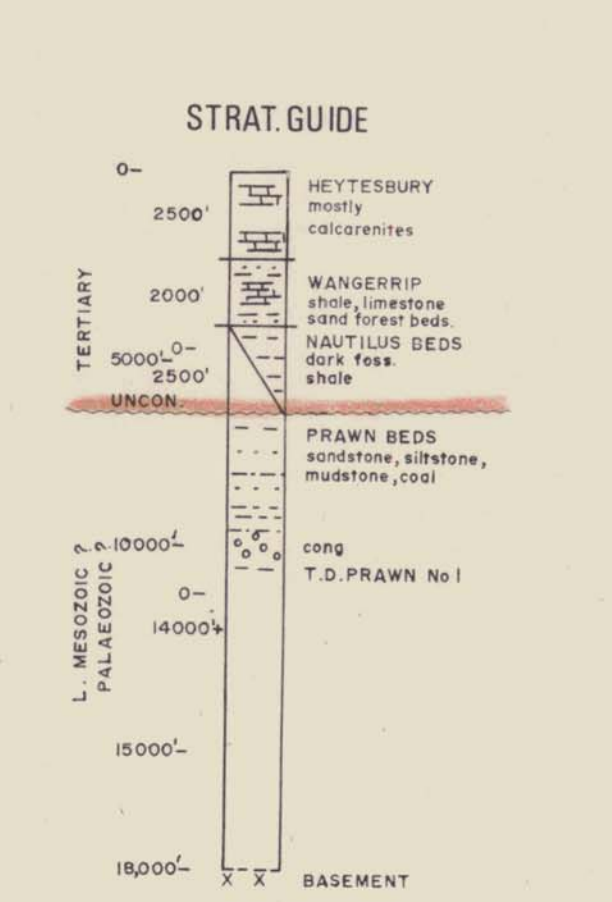 STRAT. GUIDE
0-
HEYTESBURY
mostly
calcarenites
2500'
TERTIARY
WANGERRIP
shale, limestone
sand forest beds.
2000'
NAUTILUS BEDS
dark foss.
shale
0-
5000'-
2500'
UNCON.
PRAWN BEDS
sandstone, siltstone,
mudstone, coal
L. MESOZOIC ?
PALAEOZOIC ?
10000'-
cong
T.D. PRAWN No 1
0-
14000'+
15000'-
18,000'-
X X
BASEMENT